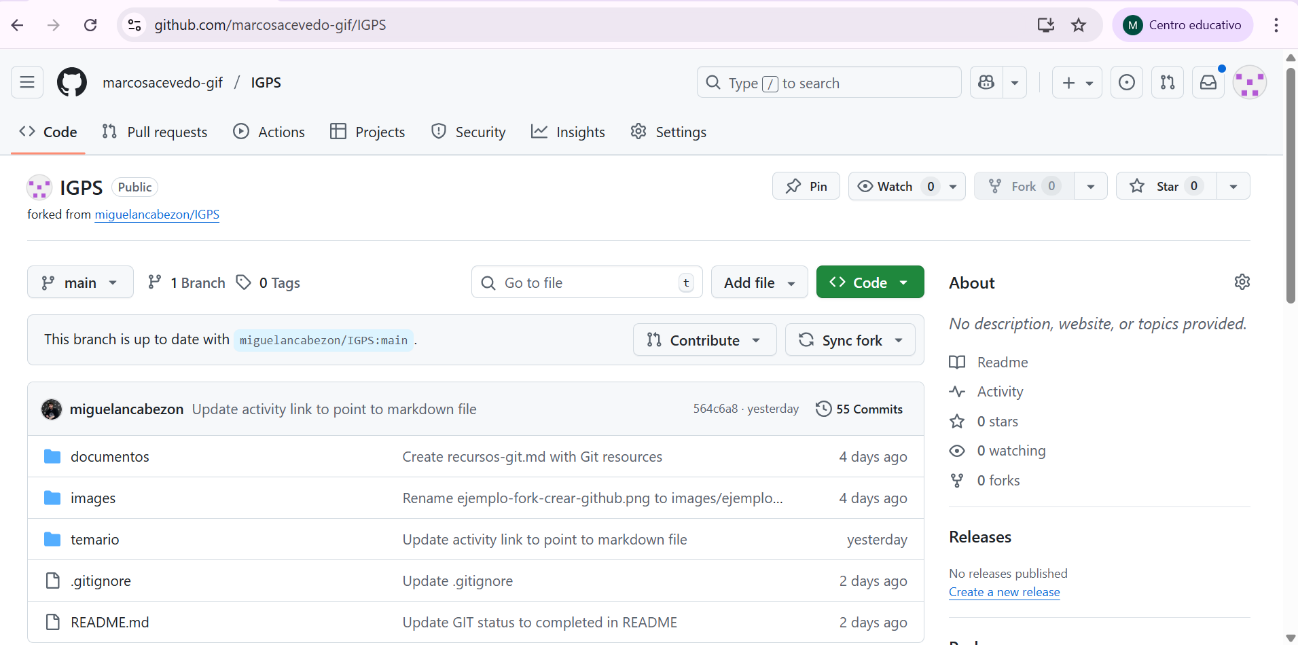 github.com/marcosacevedo-gif/IGPS
M Centro educativo
marcosacevedo-gif / IGPS
Type / to search
Code Pull requests Actions Projects Security Insights Settings
IGPS Public
Pin Watch 0 Fork 0 Star 0
forked from miguelancabezon/IGPS
main 1 Branch 0 Tags Go to file t Add file Code
About
This branch is up to date with miguelancabezon/IGPS:main . Contribute Sync fork
No description, website, or topics provided.
Readme
Activity
0 stars
0 watching
0 forks
miguelancabezon Update activity link to point to markdown file 564c6a8 · yesterday 55 Commits
documentos Create recursos-git.md with Git resources 4 days ago
images Rename ejemplo-fork-crear-github.png to images/ejemplo... 4 days ago
temario Update activity link to point to markdown file yesterday
.gitignore Update .gitignore 2 days ago
README.md Update GIT status to completed in README 2 days ago
Releases
No releases published
Create a new release